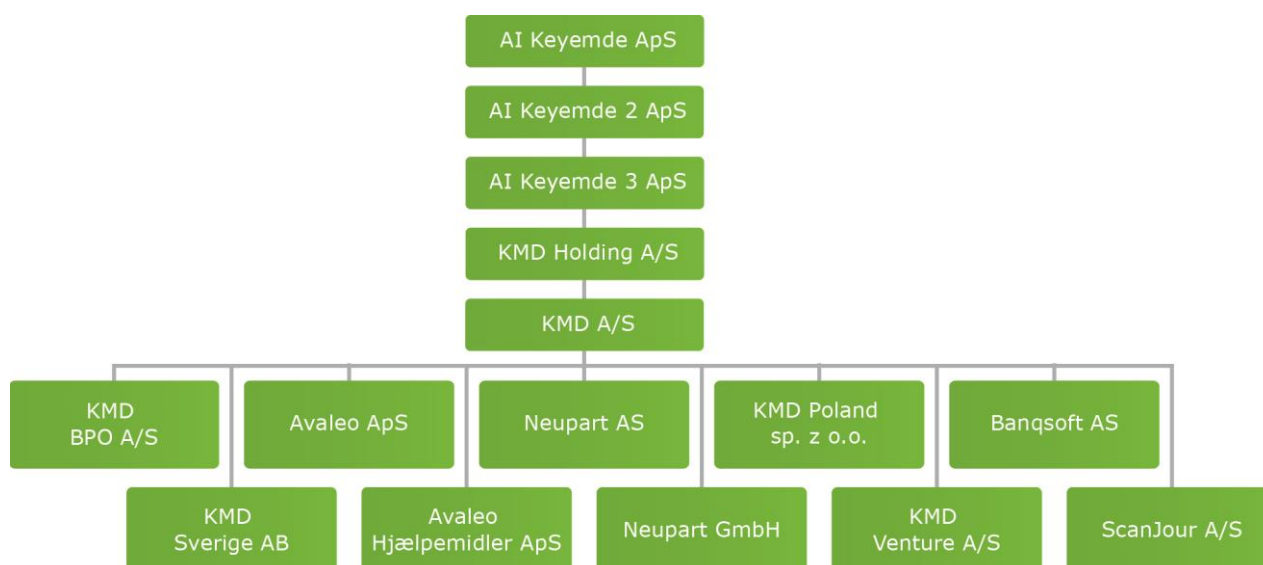 AI Keyemde ApS
AI Keyemde 2 ApS
AI Keyemde 3 ApS
KMD Holding A/S
KMD A/S
KMD
BPO A/S
Avaleo ApS
Neupart AS
KMD Poland
sp. z o.o.
Banqsoft AS
KMD
Sverige AB
Avaleo
Hjælpemidler ApS
Neupart GmbH
KMD
Venture A/S
ScanJour A/S